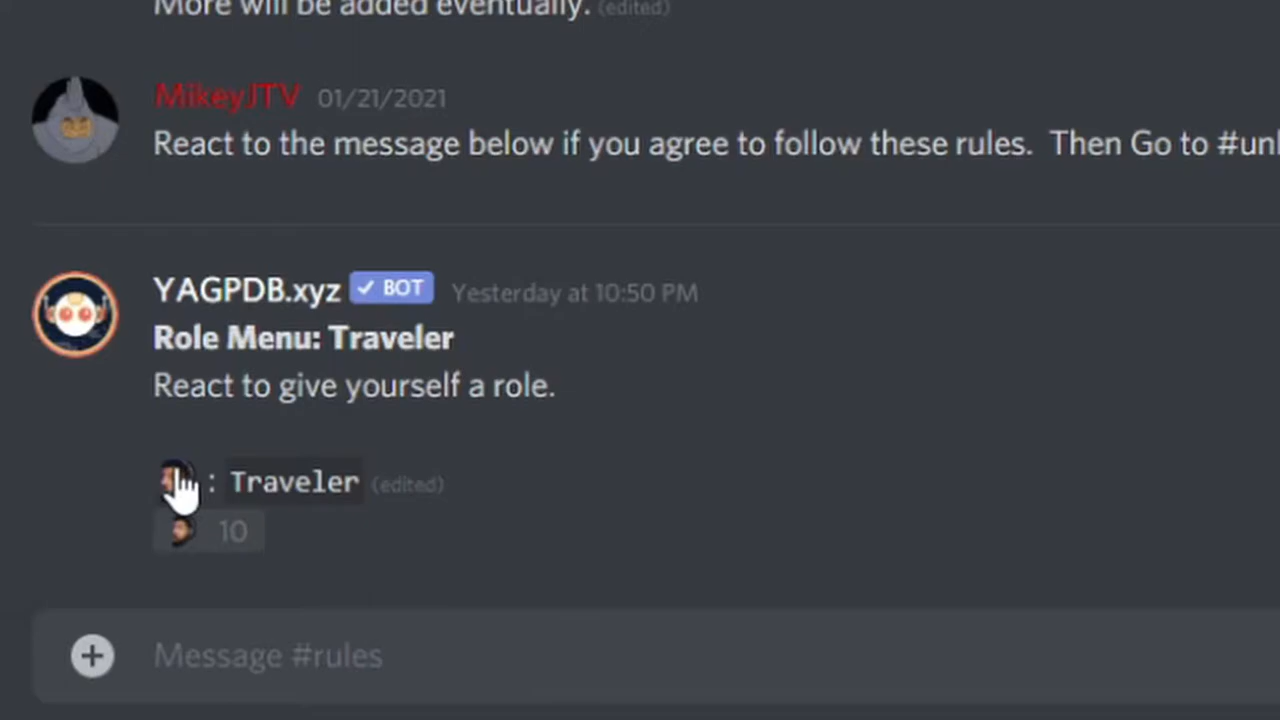 More will be added eventually. (edited)
MikeyJTV 01/21/2021
React to the message below if you agree to follow these rules. Then Go to
YAGPDB.xyz ✓ BOT Yesterday at 10:50 PM
Role Menu: Traveler
React to give yourself a role.
: Traveler (edited)
10
Message #rules